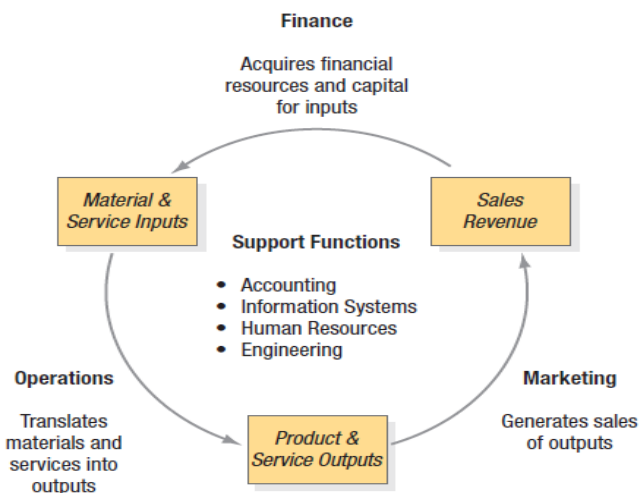 Finance
Acquires financial
resources and capital
for inputs
Material &
Service Inputs
Sales
Revenue
Support Functions
• Accounting
• Information Systems
• Human Resources
• Engineering
Operations
Translates
materials and
services into
outputs
Product &
Service Outputs
Marketing
Generates sales
of outputs